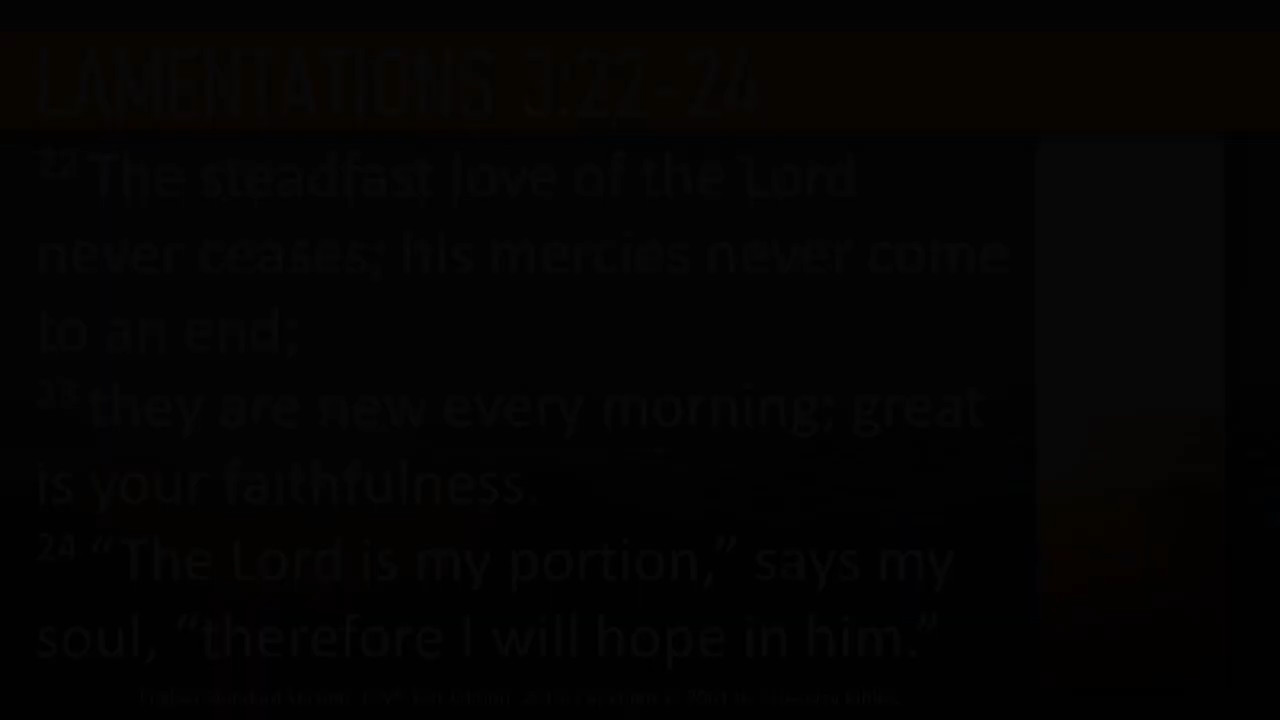 LAMENTATIONS 3:22-24
22 The steadfast love of the Lord
never ceases; his mercies never come
to an end;
23 they are new every morning; great
is your faithfulness.
24 “The Lord is my portion,” says my
soul, “therefore I will hope in him.”